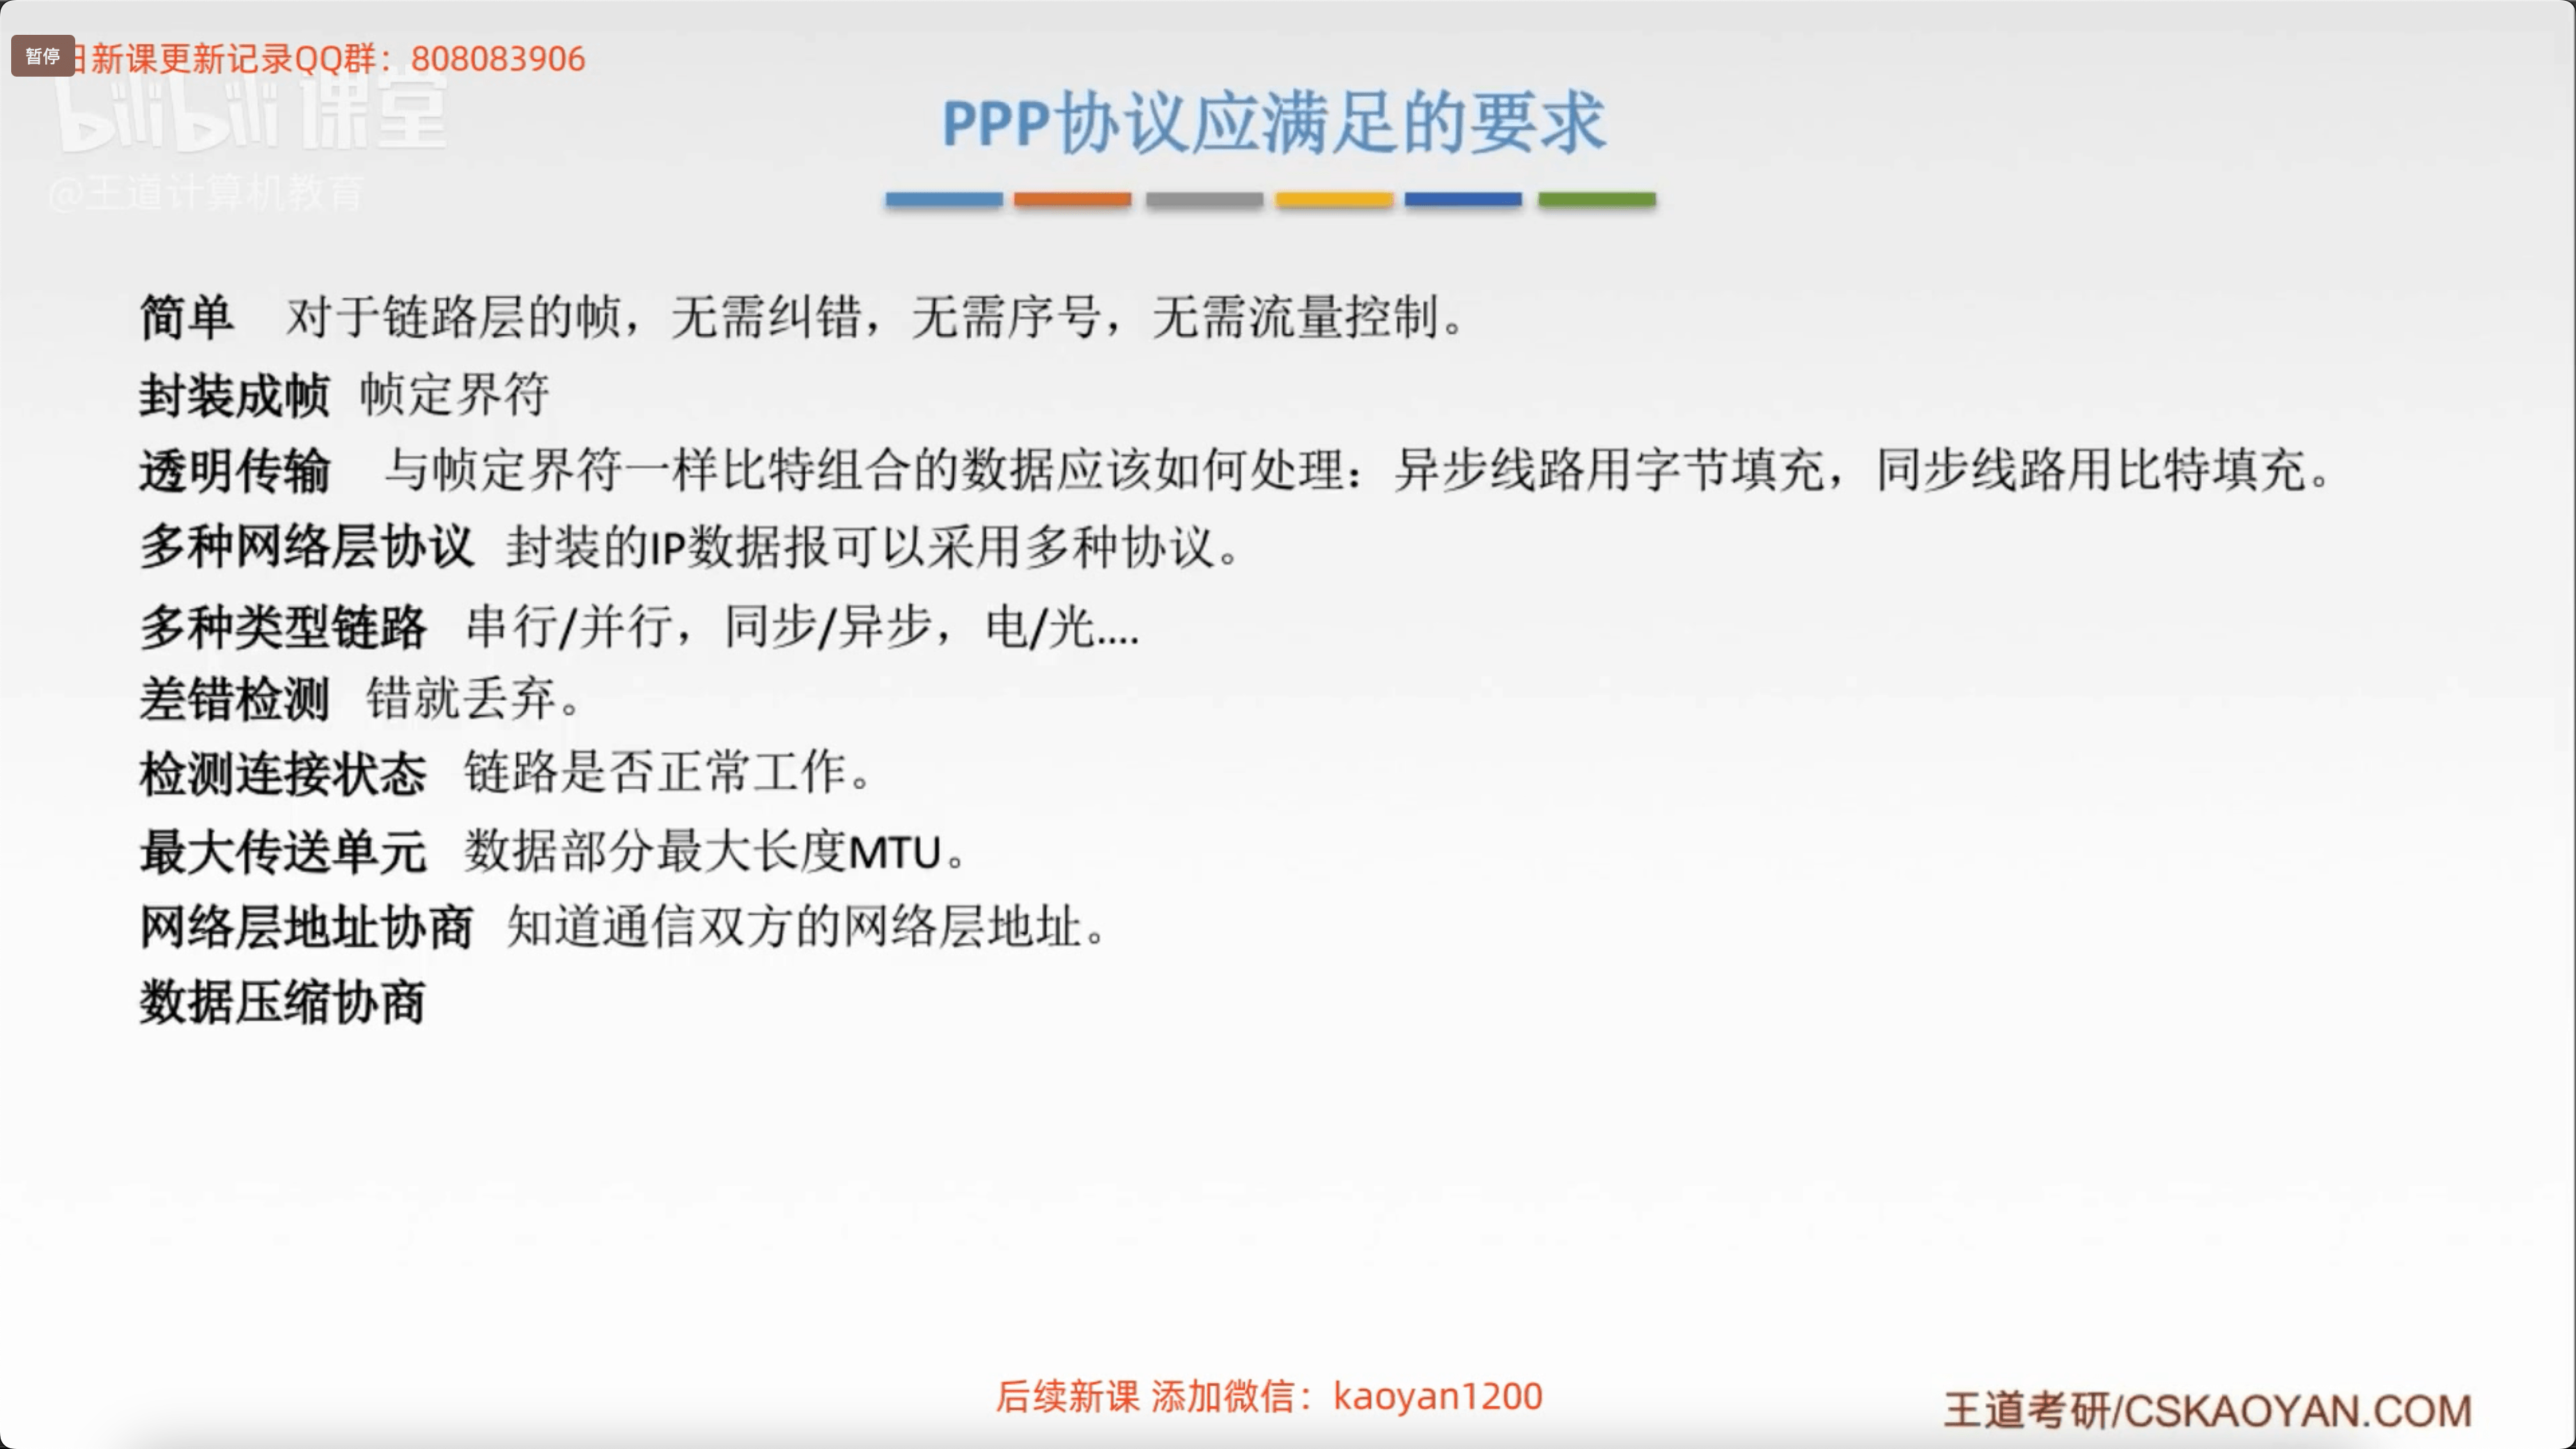 暂停
日新课更新记录QQ群：808083906
bilibili 课堂
@王道计算机教育
PPP协议应满足的要求
简单 对于链路层的帧，无需纠错，无需序号，无需流量控制。
封装成帧 帧定界符
透明传输 与帧定界符一样比特组合的数据应该如何处理：异步线路用字节填充，同步线路用比特填充。
多种网络层协议 封装的IP数据报可以采用多种协议。
多种类型链路 串行/并行，同步/异步，电/光....
差错检测 错就丢弃。
检测连接状态 链路是否正常工作。
最大传送单元 数据部分最大长度MTU。
网络层地址协商 知道通信双方的网络层地址。
数据压缩协商
后续新课 添加微信：kaoyan1200
王道考研/CSKAOYAN.COM